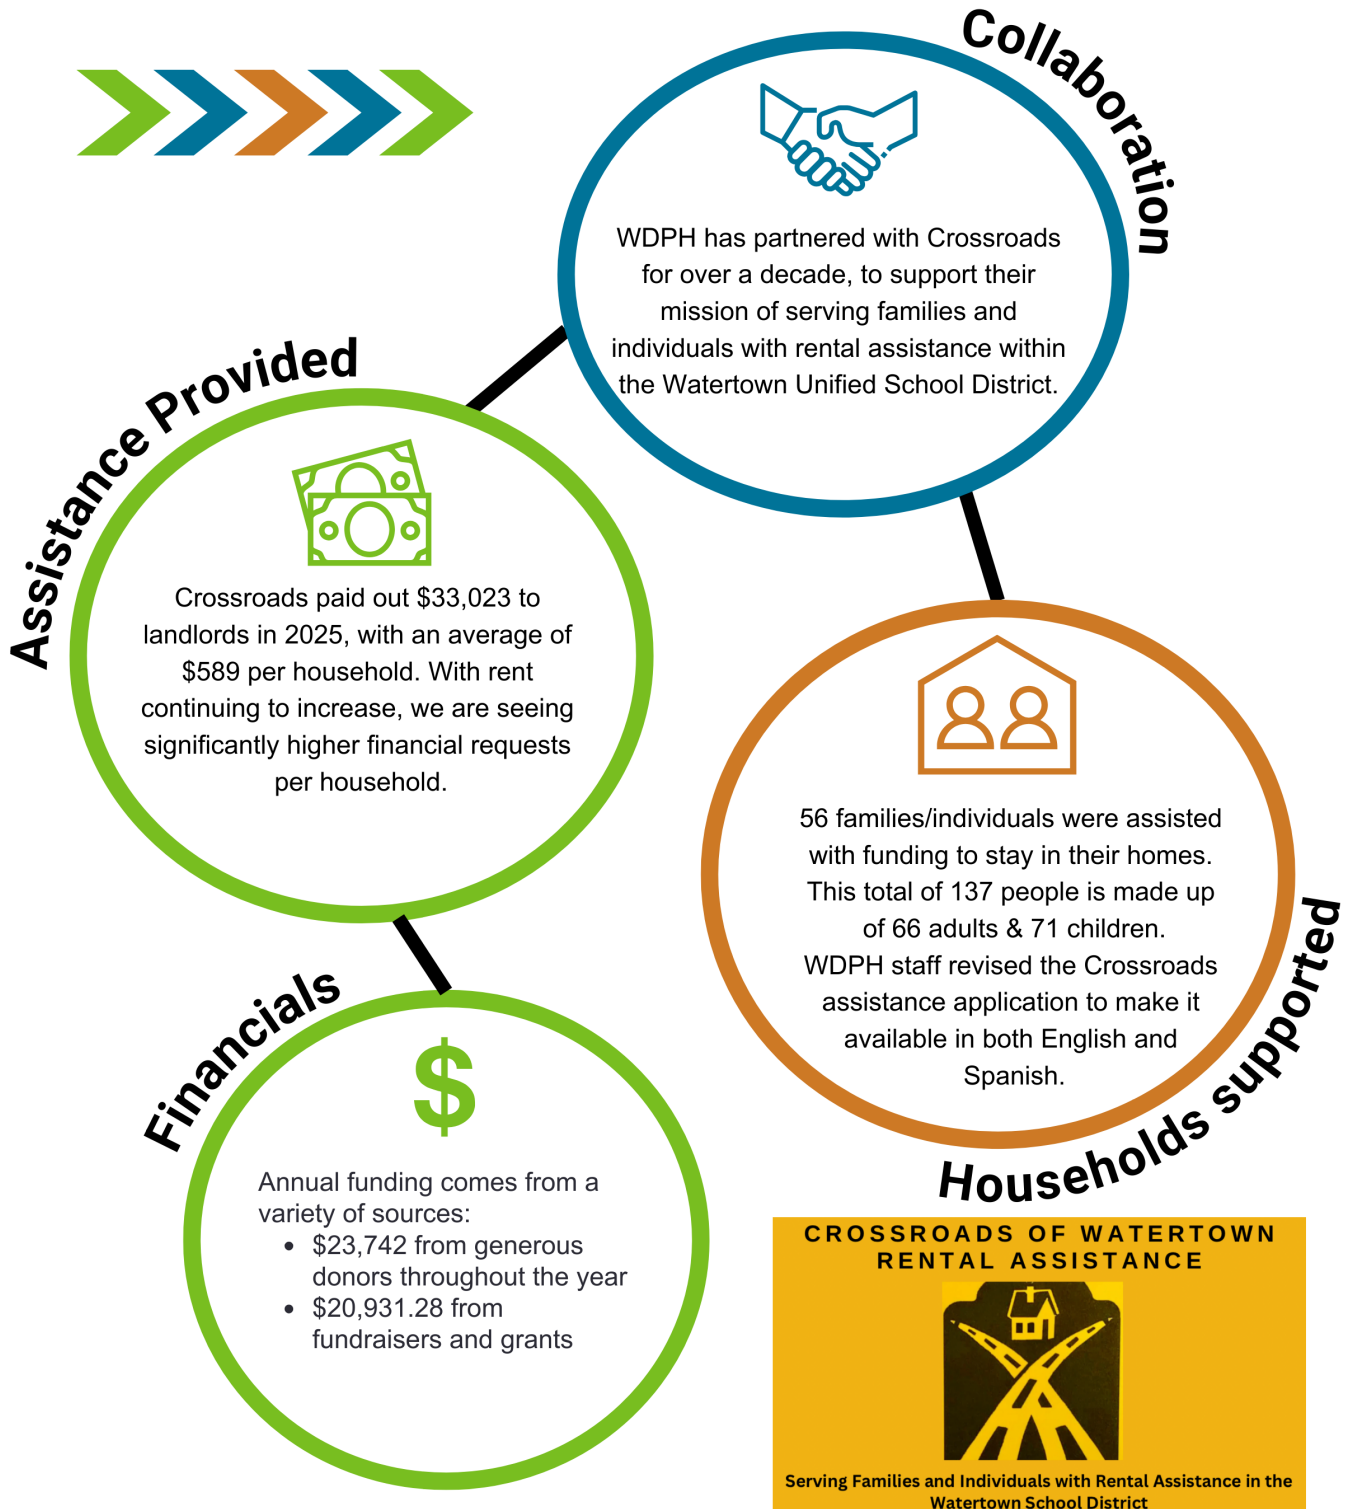 Collaboration
WDPH has partnered with Crossroads
for over a decade, to support their
mission of serving families and
individuals with rental assistance within
the Watertown Unified School District.
Assistance Provided
Crossroads paid out $33,023 to
landlords in 2025, with an average of
$589 per household. With rent
continuing to increase, we are seeing
significantly higher financial requests
per household.
56 families/individuals were assisted
with funding to stay in their homes.
This total of 137 people is made up
of 66 adults & 71 children.
WDPH staff revised the Crossroads
assistance application to make it
available in both English and
Spanish.
Households supported
Financials
$
Annual funding comes from a
variety of sources:
• $23,742 from generous
donors throughout the year
• $20,931.28 from
fundraisers and grants
CROSSROADS OF WATERTOWN
RENTAL ASSISTANCE
Serving Families and Individuals with Rental Assistance in the
Watertown School District